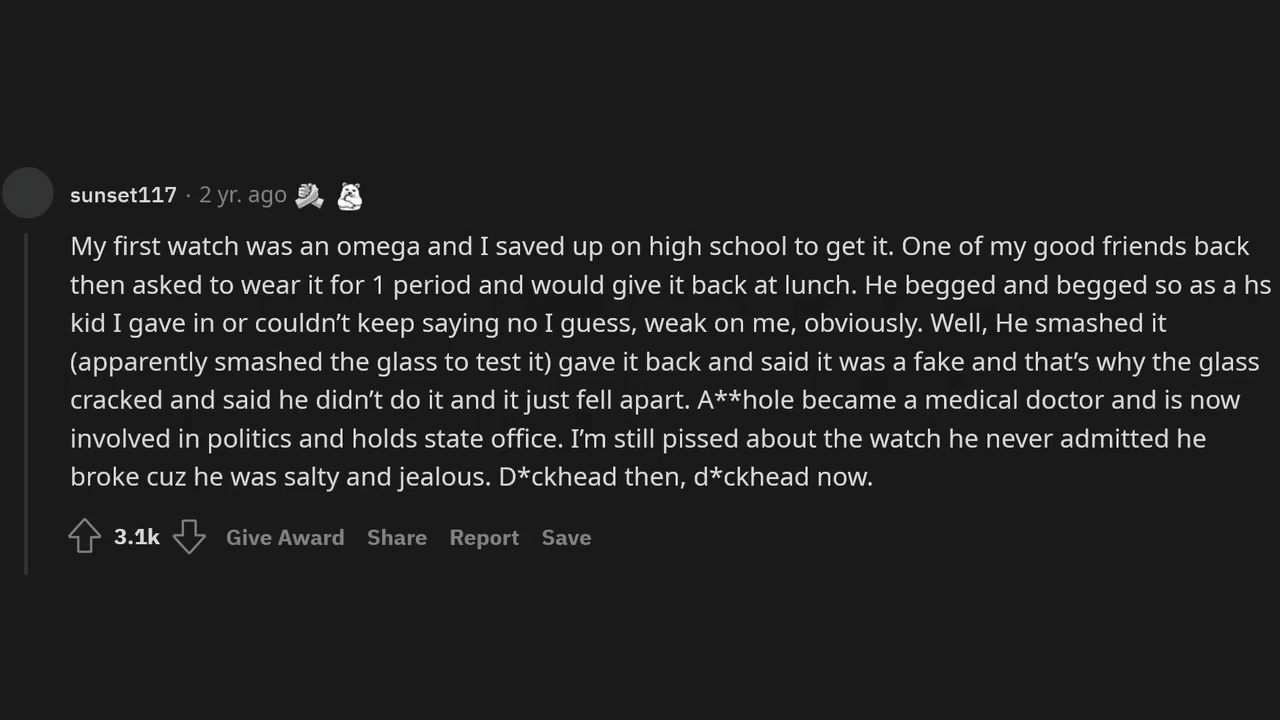 sunset117 · 2 yr. ago
My first watch was an omega and I saved up on high school to get it. One of my good friends back
then asked to wear it for 1 period and would give it back at lunch. He begged and begged so as a hs
kid I gave in or couldn’t keep saying no I guess, weak on me, obviously. Well, He smashed it
(apparently smashed the glass to test it) gave it back and said it was a fake and that’s why the glass
cracked and said he didn’t do it and it just fell apart. A**hole became a medical doctor and is now
involved in politics and holds state office. I’m still pissed about the watch he never admitted he
broke cuz he was salty and jealous. D*ckhead then, d*ckhead now.
3.1k Give Award Share Report Save